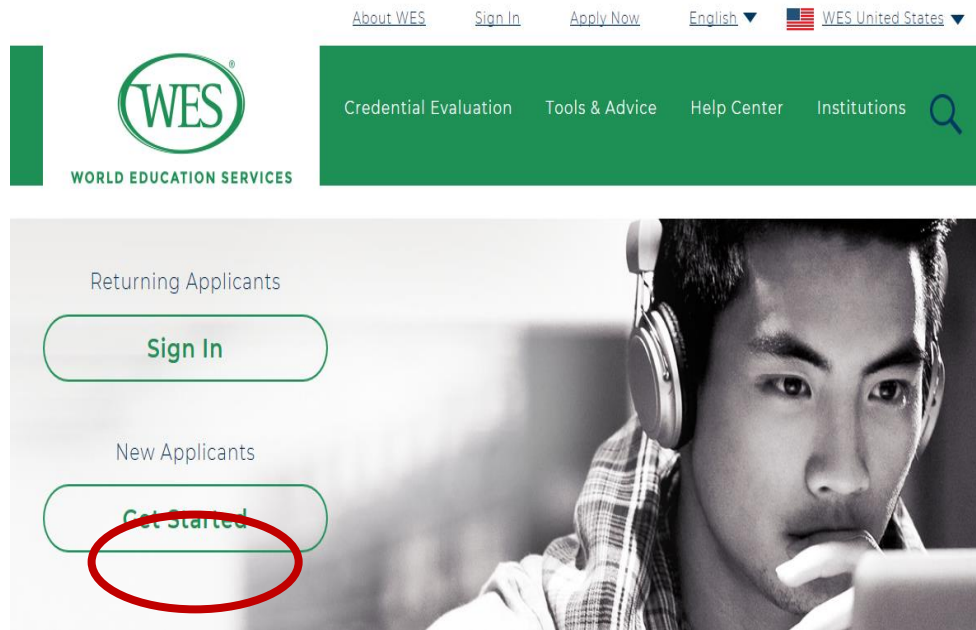 About WES Sign In Apply Now English WES United States
WES®
WORLD EDUCATION SERVICES
Credential Evaluation Tools & Advice Help Center Institutions
Returning Applicants
Sign In
New Applicants
Get Started